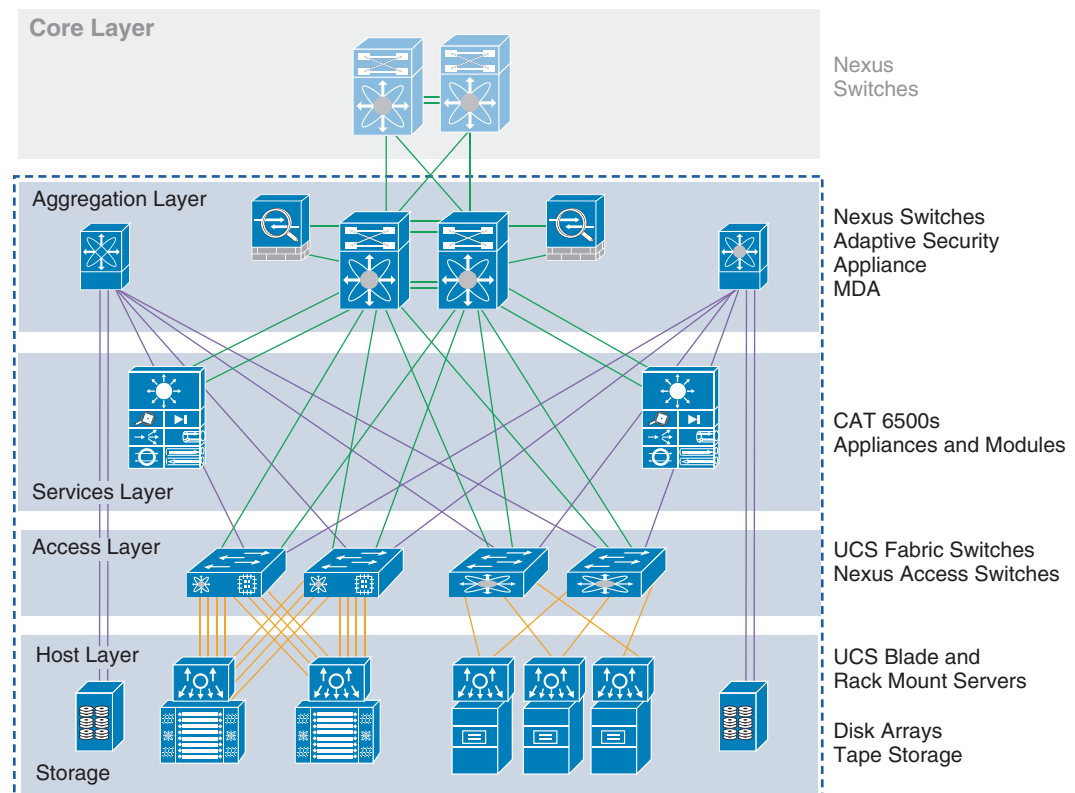 Core Layer
Nexus
Switches
Aggregation Layer
Nexus Switches
Adaptive Security
Appliance
MDA
CAT 6500s
Appliances and Modules
Services Layer
Access Layer
UCS Fabric Switches
Nexus Access Switches
Host Layer
UCS Blade and
Rack Mount Servers
Disk Arrays
Tape Storage
Storage